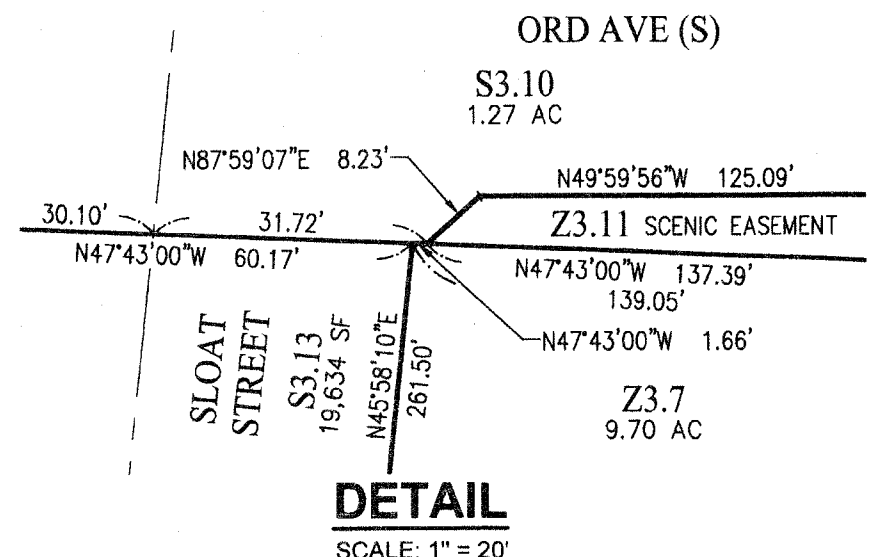 ORD AVE (S)
S3.10
1.27 AC
N87°59'07"E 8.23'
N49°59'56"W 125.09'
30.10'
31.72'
Z3.11 SCENIC EASEMENT
N47°43'00"W 60.17'
N47°43'00"W 137.39'
139.05'
N47°43'00"W 1.66'
SLOAT
STREET
S3.13
19,634 SF
N45°58'10"E
261.50'
Z3.7
9.70 AC
DETAIL
SCALE: 1" = 20'